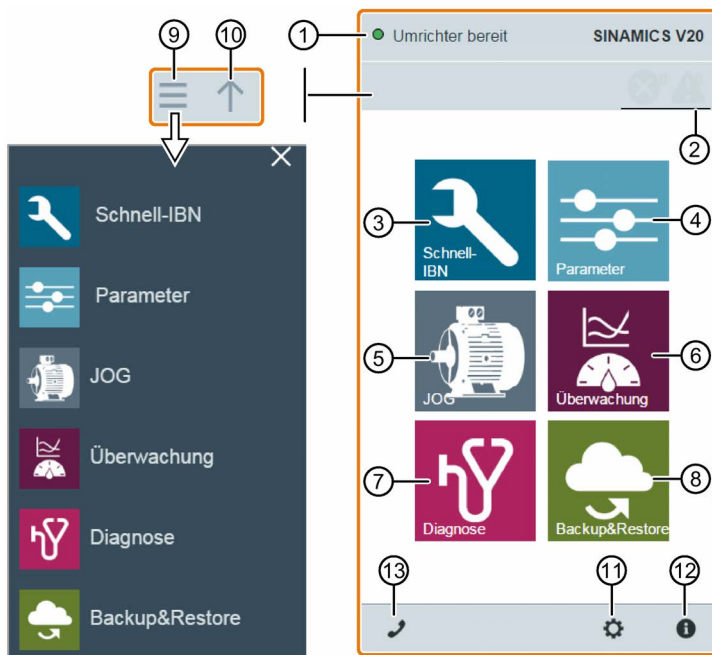 ⑨ ⑩ ① Umrichter bereit SINAMICS V20
②
Schnell-IBN
Parameter
JOG
Überwachung
Diagnose
Backup&Restore
③ Schnell-
IBN
Parameter ④
⑤ JOG
Überwachung ⑥
⑦ Diagnose
Backup&Restore ⑧
⑬ ⑪ ⑫